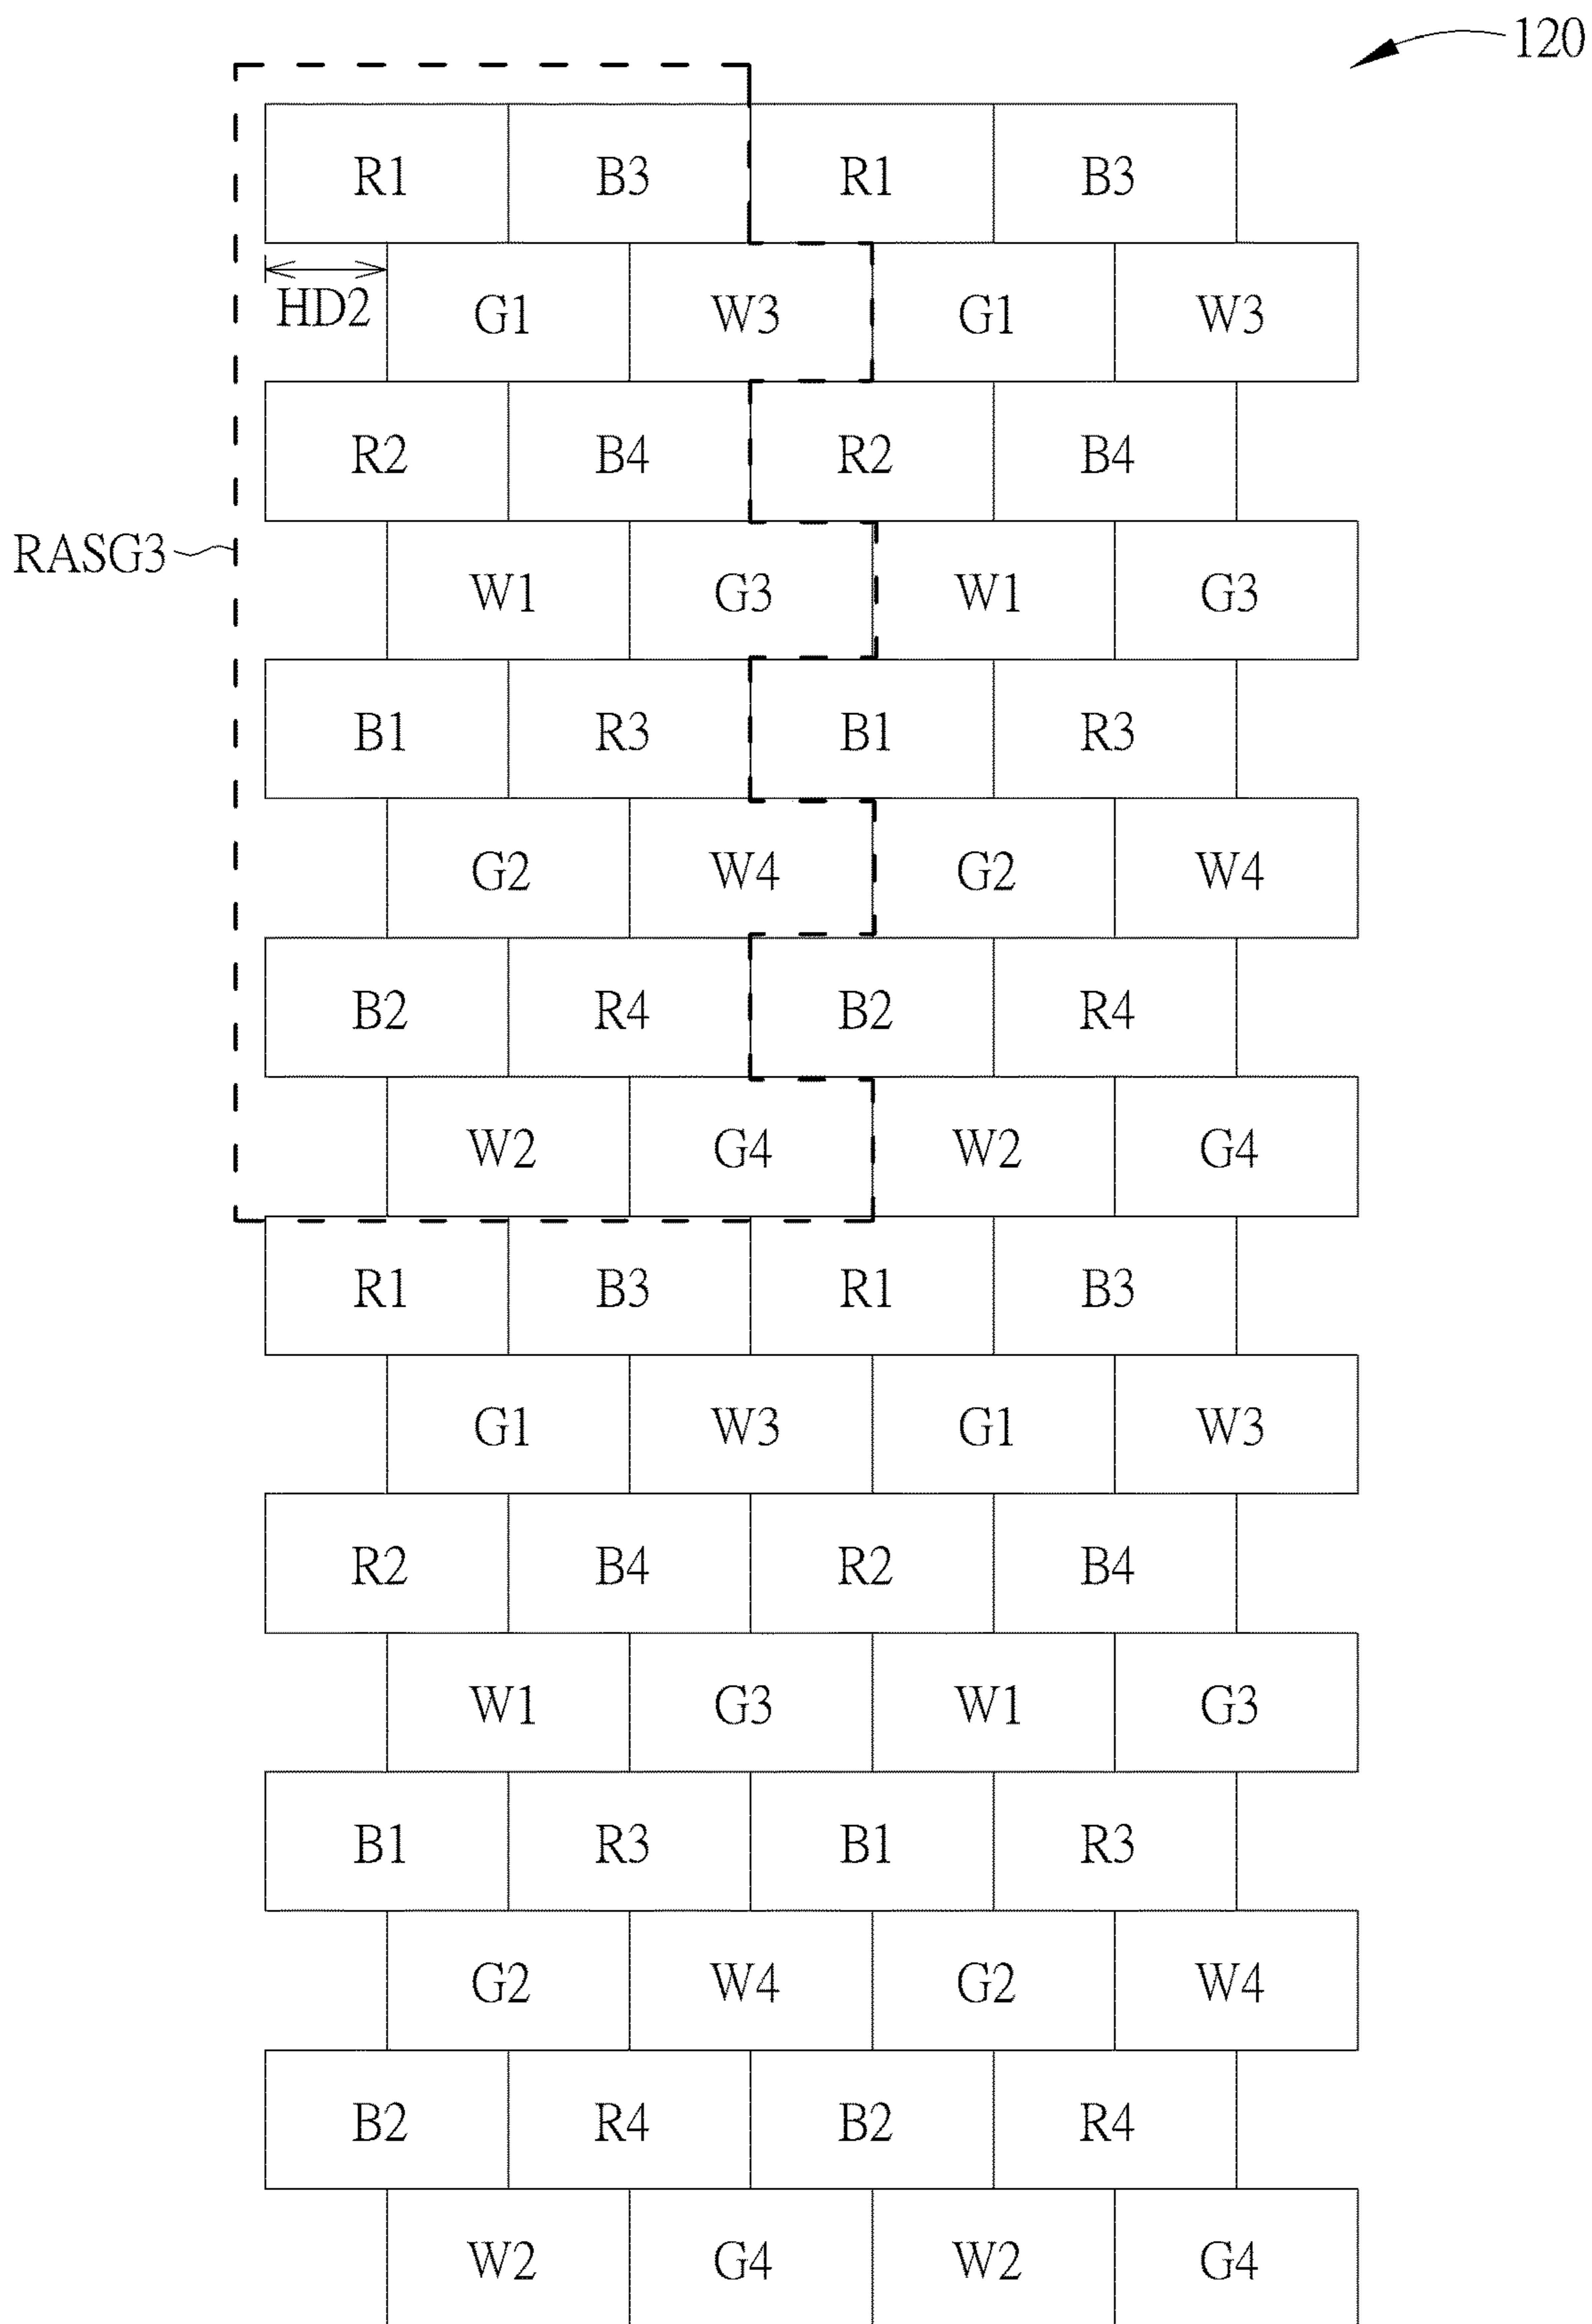 120
R1 B3 R1 B3
HD2 G1 W3 G1 W3
R2 B4 R2 B4
RASG3 W1 G3 W1 G3
B1 R3 B1 R3
G2 W4 G2 W4
B2 R4 B2 R4
W2 G4 W2 G4
R1 B3 R1 B3
G1 W3 G1 W3
R2 B4 R2 B4
W1 G3 W1 G3
B1 R3 B1 R3
G2 W4 G2 W4
B2 R4 B2 R4
W2 G4 W2 G4